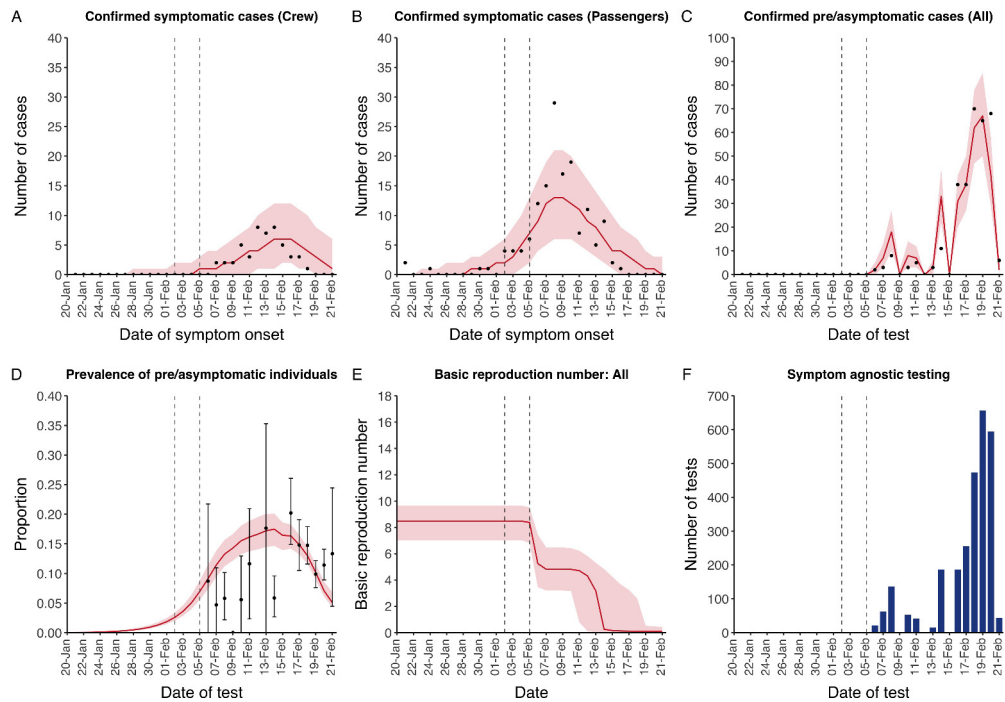 A Confirmed symptomatic cases (Crew)
40
35
30
25
20
15
10
5
0
Number of cases
20-Jan 22-Jan 24-Jan 26-Jan 28-Jan 30-Jan 01-Feb 03-Feb 05-Feb 07-Feb 09-Feb 11-Feb 13-Feb 15-Feb 17-Feb 19-Feb 21-Feb
Date of symptom onset
B Confirmed symptomatic cases (Passengers)
40
35
30
25
20
15
10
5
0
Number of cases
20-Jan 22-Jan 24-Jan 26-Jan 28-Jan 30-Jan 01-Feb 03-Feb 05-Feb 07-Feb 09-Feb 11-Feb 13-Feb 15-Feb 17-Feb 19-Feb 21-Feb
Date of symptom onset
C Confirmed pre/asymptomatic cases (All)
100
90
80
70
60
50
40
30
20
10
0
Number of cases
20-Jan 22-Jan 24-Jan 26-Jan 28-Jan 30-Jan 01-Feb 03-Feb 05-Feb 07-Feb 09-Feb 11-Feb 13-Feb 15-Feb 17-Feb 19-Feb 21-Feb
Date of test
D Prevalence of pre/asymptomatic individuals
0.40
0.35
0.30
0.25
0.20
0.15
0.10
0.05
0.00
Proportion
20-Jan 22-Jan 24-Jan 26-Jan 28-Jan 30-Jan 01-Feb 03-Feb 05-Feb 07-Feb 09-Feb 11-Feb 13-Feb 15-Feb 17-Feb 19-Feb 21-Feb
Date of test
E Basic reproduction number: All
18
16
14
12
10
8
6
4
2
0
Basic reproduction number
20-Jan 22-Jan 24-Jan 26-Jan 28-Jan 30-Jan 01-Feb 03-Feb 05-Feb 07-Feb 09-Feb 11-Feb 13-Feb 15-Feb 17-Feb 19-Feb 21-Feb
Date
F Symptom agnostic testing
700
600
500
400
300
200
100
0
Number of tests
20-Jan 22-Jan 24-Jan 26-Jan 28-Jan 30-Jan 01-Feb 03-Feb 05-Feb 07-Feb 09-Feb 11-Feb 13-Feb 15-Feb 17-Feb 19-Feb 21-Feb
Date of test